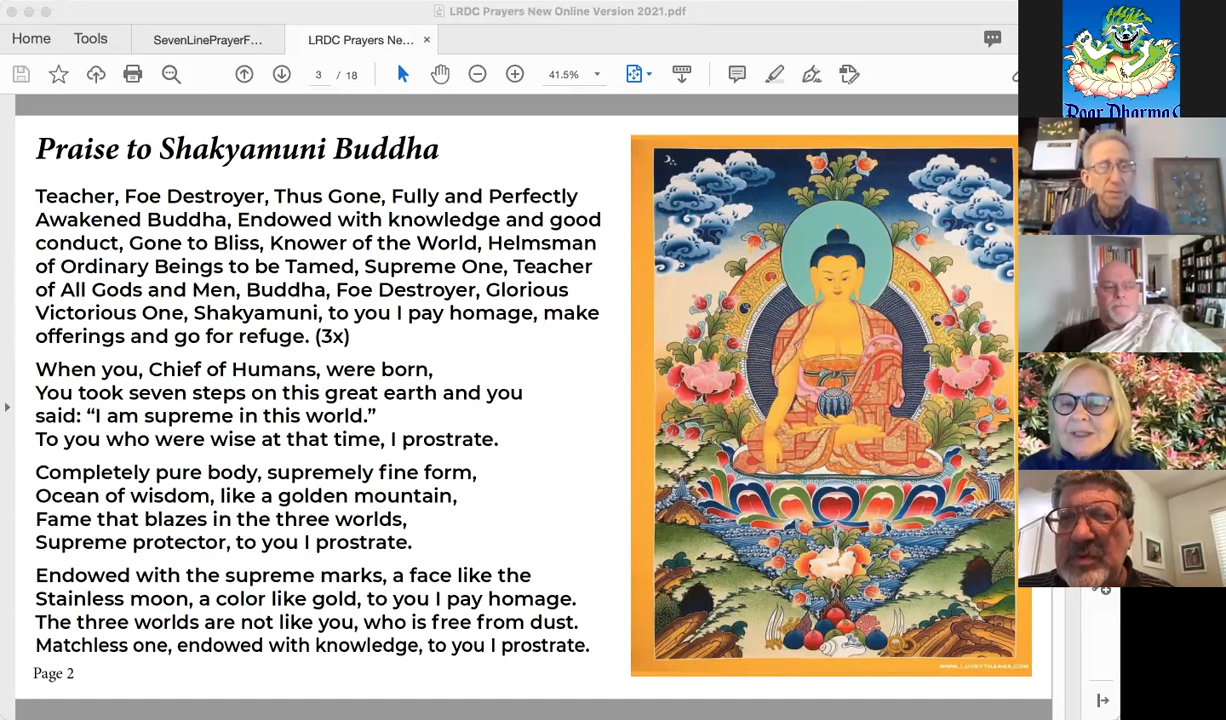 LRDC Prayers New Online Version 2021.pdf
Home
Tools
SevenLinePrayerF...
LRDC Prayers Ne...
×
3 / 18
41.5%
Praise to Shakyamuni Buddha
Teacher, Foe Destroyer, Thus Gone, Fully and Perfectly
Awakened Buddha, Endowed with knowledge and good
conduct, Gone to Bliss, Knower of the World, Helmsman
of Ordinary Beings to be Tamed, Supreme One, Teacher
of All Gods and Men, Buddha, Foe Destroyer, Glorious
Victorious One, Shakyamuni, to you I pay homage, make
offerings and go for refuge. (3x)
When you, Chief of Humans, were born,
You took seven steps on this great earth and you
said: “I am supreme in this world.”
To you who were wise at that time, I prostrate.
Completely pure body, supremely fine form,
Ocean of wisdom, like a golden mountain,
Fame that blazes in the three worlds,
Supreme protector, to you I prostrate.
Endowed with the supreme marks, a face like the
Stainless moon, a color like gold, to you I pay homage.
The three worlds are not like you, who is free from dust.
Matchless one, endowed with knowledge, to you I prostrate.
Page 2
WWW.LUCKYTHANKA.COM
Roar Dharma